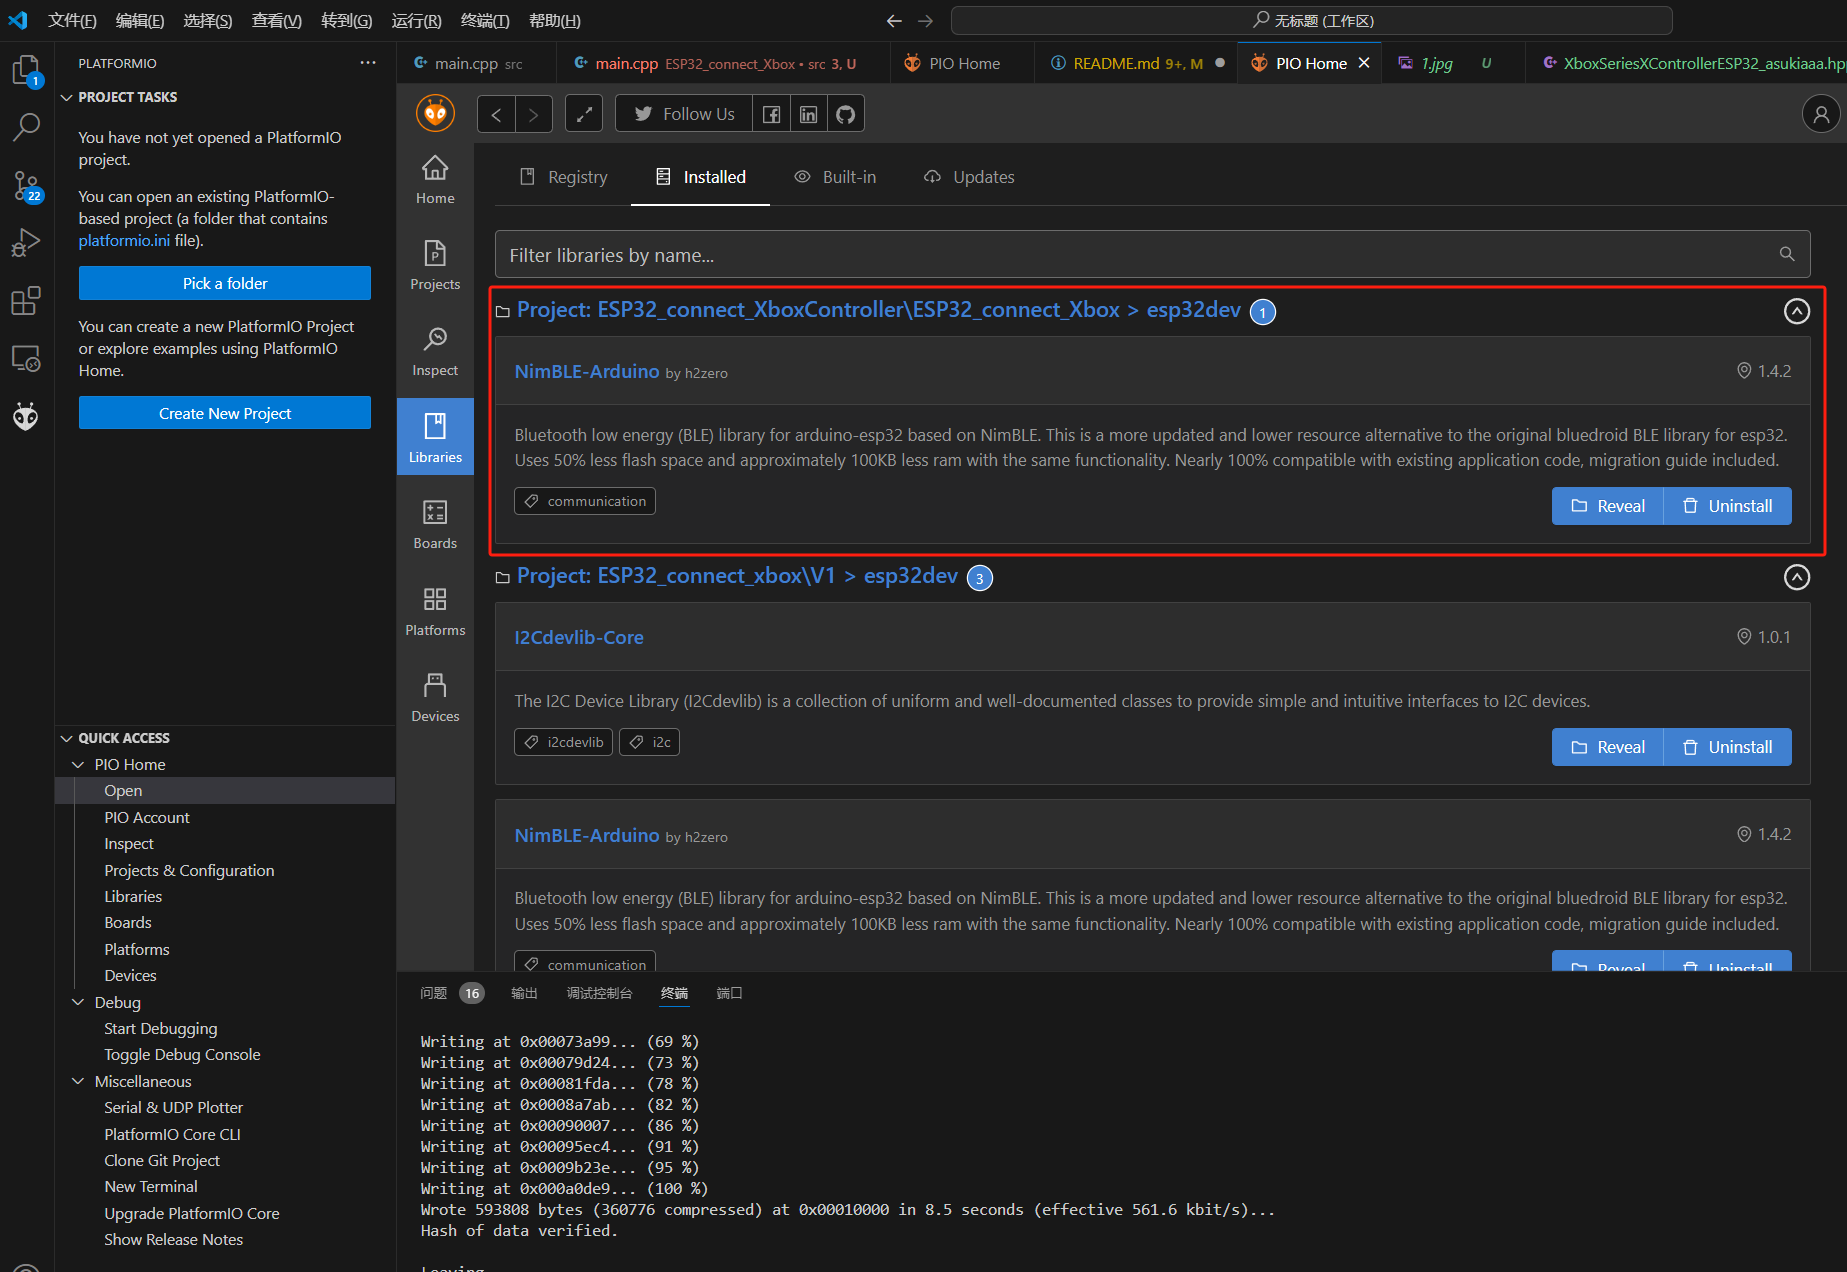 文件(F) 编辑(E) 选择(S) 查看(V) 转到(G) 运行(R) 终端(T) 帮助(H)
无标题 (工作区)
PLATFORMIO
main.cpp src
main.cpp ESP32_connect_Xbox • src 3, U
PIO Home
README.md 9+, M
PIO Home
1.jpg U
XboxSeriesXControllerESP32_asukiaaa.hp
1
22
PROJECT TASKS
You have not yet opened a PlatformIO
project.
You can open an existing PlatformIO-
based project (a folder that contains
platformio.ini file).
Pick a folder
You can create a new PlatformIO Project
or explore examples using PlatformIO
Home.
Create New Project
QUICK ACCESS
PIO Home
Open
PIO Account
Inspect
Projects & Configuration
Libraries
Boards
Platforms
Devices
Debug
Start Debugging
Toggle Debug Console
Miscellaneous
Serial & UDP Plotter
PlatformIO Core CLI
Clone Git Project
New Terminal
Upgrade PlatformIO Core
Show Release Notes
Follow Us
Home
Projects
Inspect
Libraries
Boards
Platforms
Devices
Registry Installed Built-in Updates
Filter libraries by name...
Project: ESP32_connect_XboxController\ESP32_connect_Xbox > esp32dev 1
NimBLE-Arduino by h2zero 1.4.2
Bluetooth low energy (BLE) library for arduino-esp32 based on NimBLE. This is a more updated and lower resource alternative to the original bluedroid BLE library for esp32.
Uses 50% less flash space and approximately 100KB less ram with the same functionality. Nearly 100% compatible with existing application code, migration guide included.
communication
Reveal Uninstall
Project: ESP32_connect_xbox\V1 > esp32dev 3
I2Cdevlib-Core 1.0.1
The I2C Device Library (I2Cdevlib) is a collection of uniform and well-documented classes to provide simple and intuitive interfaces to I2C devices.
i2cdevlib i2c
Reveal Uninstall
NimBLE-Arduino by h2zero 1.4.2
Bluetooth low energy (BLE) library for arduino-esp32 based on NimBLE. This is a more updated and lower resource alternative to the original bluedroid BLE library for esp32.
Uses 50% less flash space and approximately 100KB less ram with the same functionality. Nearly 100% compatible with existing application code, migration guide included.
communication
Reveal Uninstall
问题 16 输出 调试控制台 终端 端口
Writing at 0x00073a99... (69 %)
Writing at 0x00079d24... (73 %)
Writing at 0x00081fda... (78 %)
Writing at 0x0008a7ab... (82 %)
Writing at 0x00090007... (86 %)
Writing at 0x00095ec4... (91 %)
Writing at 0x0009b23e... (95 %)
Writing at 0x000a0de9... (100 %)
Wrote 593808 bytes (360776 compressed) at 0x00010000 in 8.5 seconds (effective 561.6 kbit/s)...
Hash of data verified.
Leaving